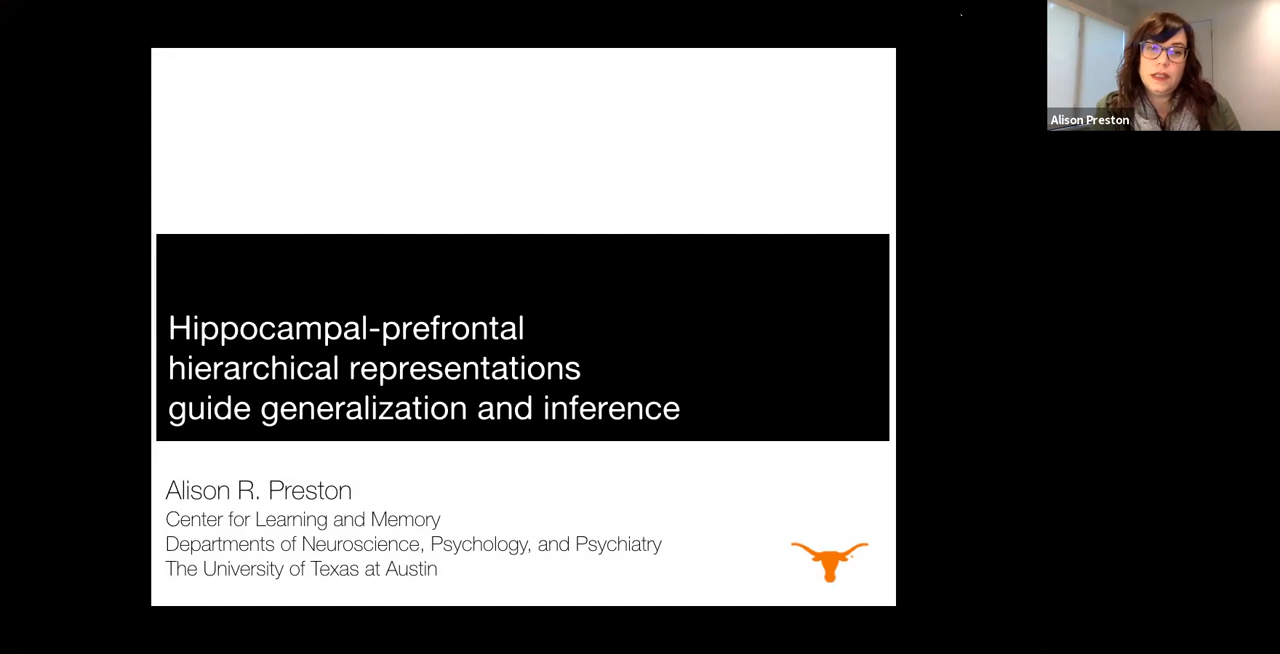 Alison Preston
Hippocampal-prefrontal
hierarchical representations
guide generalization and inference
Alison R. Preston
Center for Learning and Memory
Departments of Neuroscience, Psychology, and Psychiatry
The University of Texas at Austin